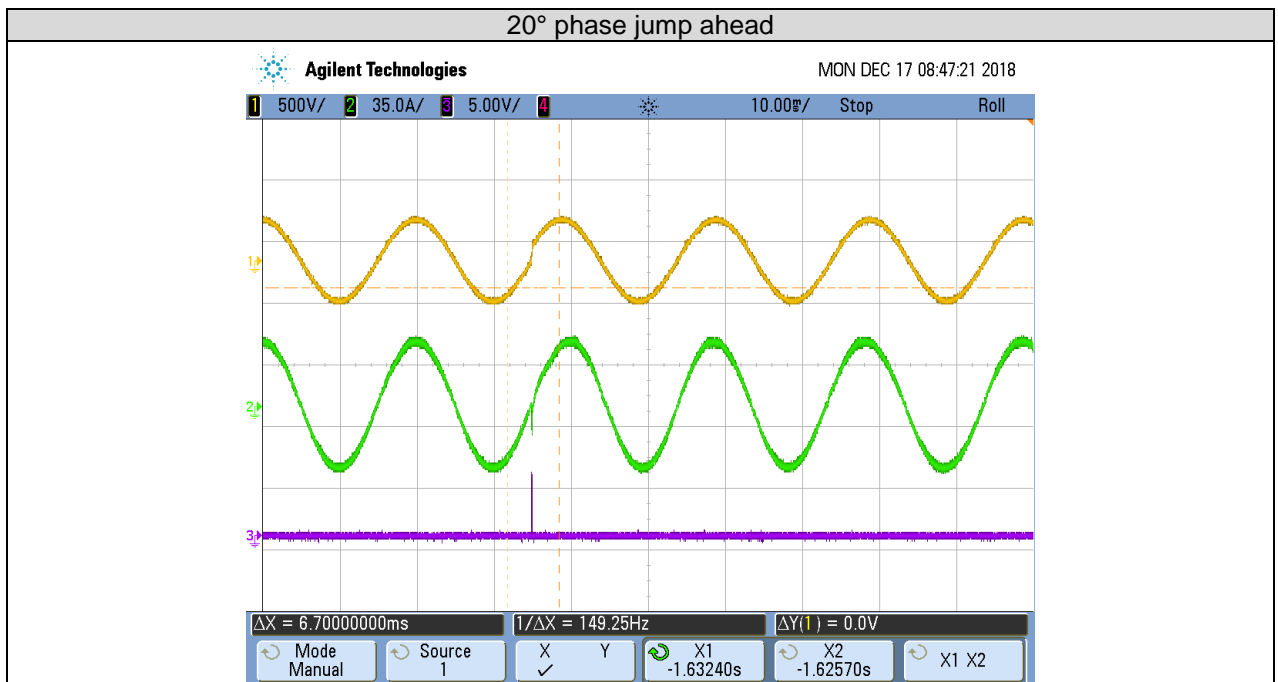 20° phase jump ahead
Agilent Technologies MON DEC 17 08:47:21 2018
1 500V/ 2 35.0A/ 3 5.00V/ 4 10.00ms/ Stop Roll
1
2
3
ΔX = 6.70000000ms 1/ΔX = 149.25Hz ΔY(1) = 0.0V
Mode Source X Y X1 X2 X1 X2
Manual 1 ✓ -1.63240s -1.62570s